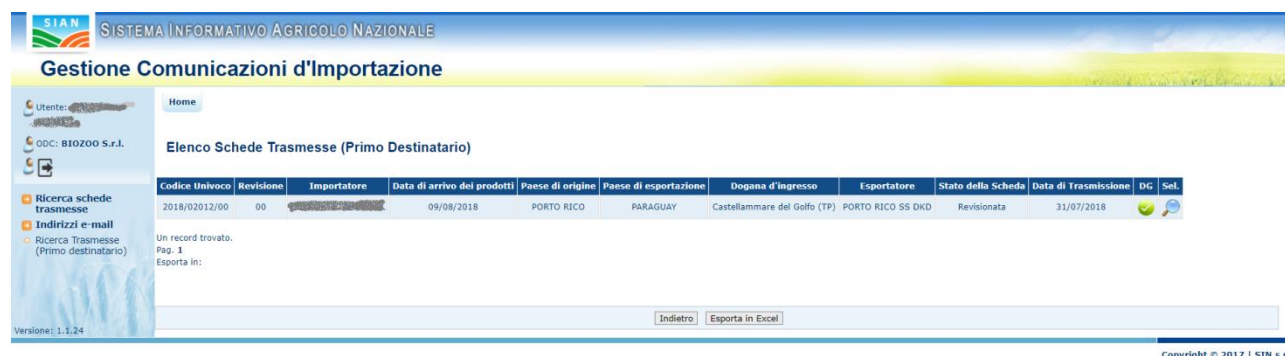 SIAN
SISTEMA INFORMATIVO AGRICOLO NAZIONALE
Gestione Comunicazioni d'Importazione
Utente:
ODC: BIOZOO S.r.l.
Ricerca schede
trasmesse
Indirizzi e-mail
Ricerca Trasmesse
(Primo destinatario)
Versione: 1.1.24
Home
Elenco Schede Trasmesse (Primo Destinatario)
Codice Univoco Revisione Importatore Data di arrivo dei prodotti Paese di origine Paese di esportazione Dogana d'ingresso Esportatore Stato della Scheda Data di Trasmissione DG Sel.
2018/02012/00 00 09/08/2018 PORTO RICO PARAGUAY Castellammare del Golfo (TP) PORTO RICO SS DKD Revisionata 31/07/2018
Un record trovato.
Pag. 1
Esporta in:
Indietro Esporta in Excel
Copyright © 2017 | SIN s.